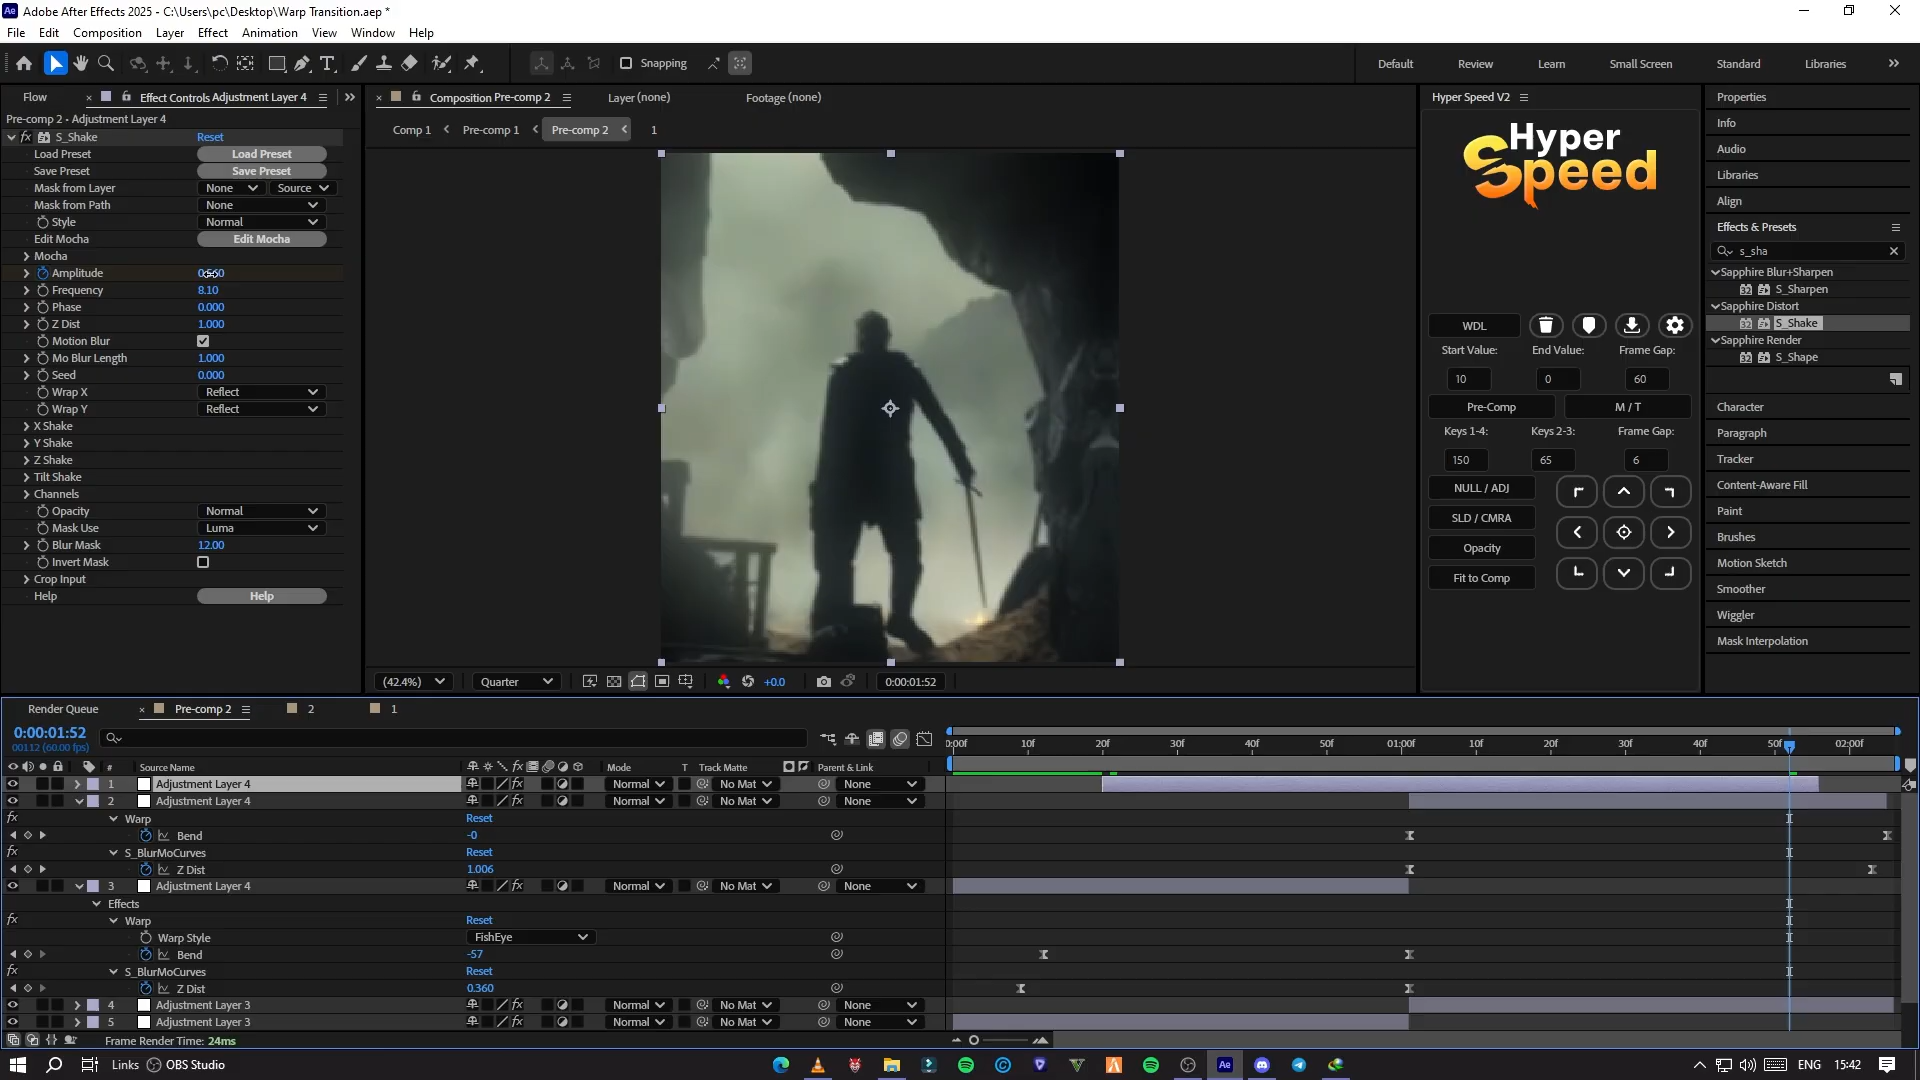 Adobe After Effects 2025 - C:\Users\pc\Desktop\Warp Transition.aep *
File Edit Composition Layer Effect Animation View Window Help
Snapping
Default Review Learn Small Screen Standard Libraries
Flow
Effect Controls Adjustment Layer 4
Pre-comp 2 - Adjustment Layer 4
fx S_Shake Reset
Load Preset Load Preset
Save Preset Save Preset
Mask from Layer None Source
Mask from Path None
Style Normal
Edit Mocha Edit Mocha
Mocha
Amplitude
Frequency 8.10
Phase 0.000
Z Dist 1.000
Motion Blur
Mo Blur Length 1.000
Seed 0.000
Wrap X Reflect
Wrap Y Reflect
X Shake
Y Shake
Z Shake
Tilt Shake
Channels
Opacity Normal
Mask Use Luma
Blur Mask 12.00
Invert Mask
Crop Input
Help Help
Composition Pre-comp 2 Layer (none) Footage (none)
Comp 1 Pre-comp 1 Pre-comp 2 1
(42.4%) Quarter +0.0 0:00:01:52
Hyper Speed V2
Hyper
Speed
WDL
Start Value: End Value: Frame Gap:
10 0 60
Pre-Comp M / T
Keys 1-4: Keys 2-3: Frame Gap:
150 65 6
NULL / ADJ
SLD / CMRA
Opacity
Fit to Comp
Properties
Info
Audio
Libraries
Align
Effects & Presets
s_sha
Sapphire Blur+Sharpen
32 S_Sharpen
Sapphire Distort
32 S_Shake
Sapphire Render
32 S_Shape
Character
Paragraph
Tracker
Content-Aware Fill
Paint
Brushes
Motion Sketch
Smoother
Wiggler
Mask Interpolation
Render Queue Pre-comp 2 2 1
0:00:01:52
00112 (60.00 fps)
:00f 10f 20f 30f 40f 50f 01:00f 10f 20f 30f 40f 50f 02:00f
# Source Name fx Mode T Track Matte Parent & Link
1 Adjustment Layer 4 fx Normal No Mat None
2 Adjustment Layer 4 fx Normal No Mat None
fx Warp Reset
Bend -0
fx S_BlurMoCurves Reset
Z Dist 1.006
3 Adjustment Layer 4 fx Normal No Mat None
Effects
fx Warp Reset
Warp Style FishEye
Bend -57
fx S_BlurMoCurves Reset
Z Dist 0.360
4 Adjustment Layer 3 fx Normal No Mat None
5 Adjustment Layer 3 fx Normal No Mat None
Frame Render Time: 24ms
Links OBS Studio Ae ENG 15:42